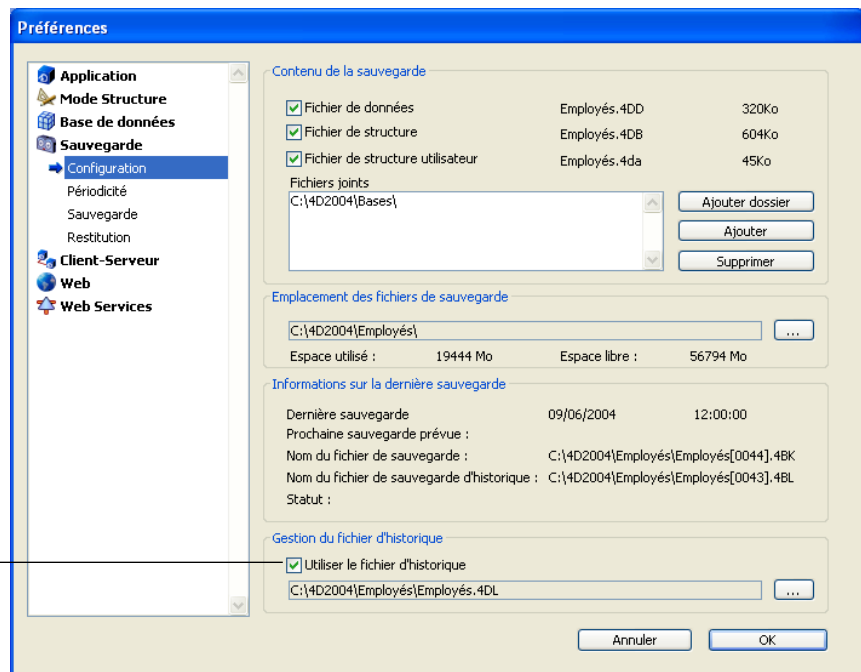 Préférences
Application
Mode Structure
Base de données
Sauvegarde
Configuration
Périodicité
Sauvegarde
Restitution
Client-Serveur
Web
Web Services
Contenu de la sauvegarde
Fichier de données Employés.4DD 320Ko
Fichier de structure Employés.4DB 604Ko
Fichier de structure utilisateur Employés.4da 45Ko
Fichiers joints
C:\4D2004\Bases\
Ajouter dossier
Ajouter
Supprimer
Emplacement des fichiers de sauvegarde
C:\4D2004\Employés\ ...
Espace utilisé : 19444 Mo Espace libre : 56794 Mo
Informations sur la dernière sauvegarde
Dernière sauvegarde 09/06/2004 12:00:00
Prochaine sauvegarde prévue :
Nom du fichier de sauvegarde : C:\4D2004\Employés\Employés[0044].4BK
Nom du fichier de sauvegarde d'historique : C:\4D2004\Employés\Employés[0043].4BL
Statut :
Gestion du fichier d'historique
Utiliser le fichier d'historique
C:\4D2004\Employés\Employés.4DL ...
Annuler OK